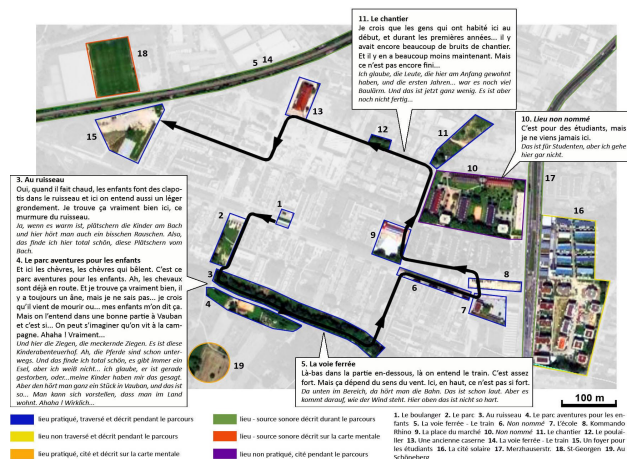 11. Le chantier
Je crois que les gens qui ont habité ici au
début, et durant les premières années... il y
avait encore beaucoup de bruits de chantier.
Et il y en a beaucoup moins maintenant. Mais
ce n'est pas encore fini...
Ich glaube, die Leute, die hier am Anfang gewohnt
haben, und die ersten Jahren... war es noch viel
Baulärm. Und das ist jetzt ganz wenig. Es ist aber
noch nicht fertig...
18
5
14
15
13
12
11
10. Lieu non nommé
C'est pour des étudiants, mais
je ne viens jamais ici.
Das ist für Studenten, aber ich gehe
hier gar nicht.
10
17
16
3. Au ruisseau
Oui, quand il fait chaud, les enfants font des clapo-
tis dans le ruisseau et ici on entend aussi un léger
grondement. Je trouve ça vraiment bien ici, ce
murmure du ruisseau.
Ja, wenn es warm ist, plätschern die Kinder am Bach
und hier hört man auch ein bisschen Rauschen. Also,
das finde ich hier total schön, diese Plätschern vom
Bach.
4. Le parc aventures pour les enfants
Et ici les chèvres, les chèvres qui bêlent. C'est ce
parc aventures pour les enfants. Ah, les chevaux
sont déjà en route. Et je trouve ça vraiment bien, il
y a toujours un âne, mais je ne sais pas... je crois
qu'il vient de mourir ou... mes enfants m'on dit ça.
Mais on l'entend dans une bonne partie à Vauban
et c'est si... On peut s'imaginer qu'on vit à la cam-
pagne. Ahaha ! Vraiment...
Und hier die Ziegen, die meckernde Ziegen. Es ist diese
Kinderabenteuerhof. Ah, die Pferde sind schon unter-
wegs. Und das finde ich total schön, es gibt immer ein
Esel, aber ich weiß nicht... ich glaube, er ist gerade
gestorben, oder...meine Kinder haben mir das gesagt.
Aber den hört man ganz ein Stück in Vauban, und das ist
so... Man kann sich vorstellen, dass man im Land
wohnt. Ahaha ! Wirklich...
1
2
3
4
9
6
8
7
19
5. La voie ferrée
Là-bas dans la partie en-dessous, là on entend le train. C'est assez
fort. Mais ça dépend du sens du vent. Ici, en haut, ce n'est pas si fort.
Da unten im Bereich, da hört man die Bahn. Das ist schon laut. Aber es
kommt darauf, wie der Wind steht. Hier oben das ist nicht so hart.
100 m
lieu pratiqué, traversé et décrit pendant le parcours
lieu non traversé et décrit pendant le parcours
lieu pratiqué, cité et décrit sur la carte mentale
lieu - source sonore décrit durant le parcours
lieu - source sonore décrit sur la carte mentale
lieu non pratiqué, cité pendant le parcours
1. Le boulanger 2. Le parc 3. Au ruisseau 4. Le parc aventures pour les en-
fants 5. La voie ferrée - Le train 6. Non nommé 7. L'école 8. Kommando
Rhino 9. La place du marché 10. Non nommé 11. Le chantier 12. Le poulai-
ller 13. Une ancienne caserne 14. La voie ferrée - Le train 15. Un foyer pour
les étudiants 16. La cité solaire 17. Merzhauserstr. 18. St-Georgen 19. Au
Schöneberg